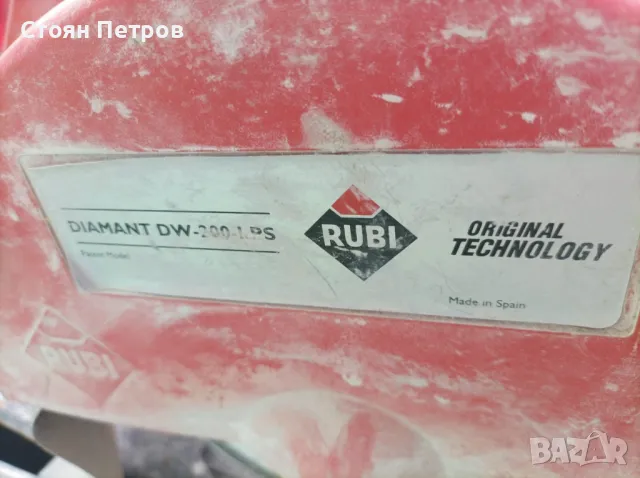 Стоян Петров
DIAMANT DW-200-LPS
Patent Model
RUBI
ORIGINAL
TECHNOLOGY
Made in Spain
RUBI
BAZAR